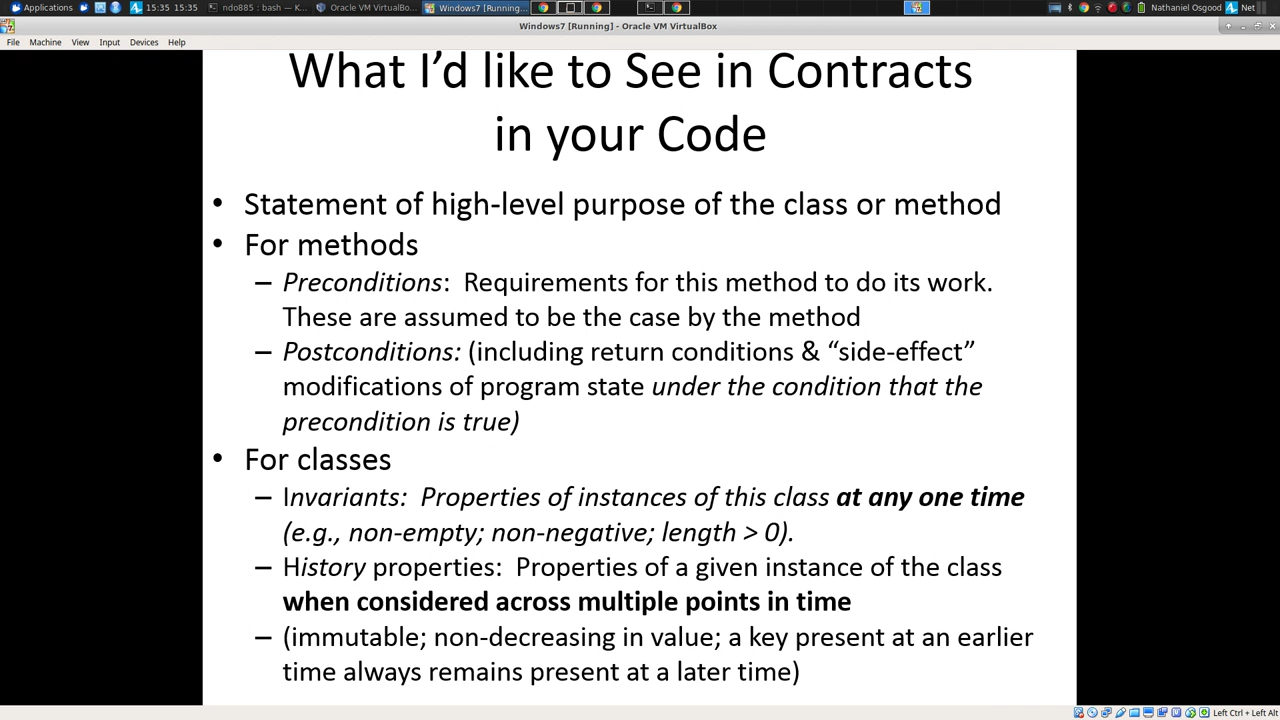 Applications
15:35 15:35
ndo885 : bash — K...
Oracle VM VirtualBo...
Windows7 [Running...
Nathaniel Osgood
Net
Windows7 [Running] - Oracle VM VirtualBox
File Machine View Input Devices Help
What I’d like to See in Contracts
in your Code
• Statement of high-level purpose of the class or method
• For methods
– Preconditions: Requirements for this method to do its work.
These are assumed to be the case by the method
– Postconditions: (including return conditions & “side-effect”
modifications of program state under the condition that the
precondition is true)
• For classes
– Invariants: Properties of instances of this class at any one time
(e.g., non-empty; non-negative; length > 0).
– History properties: Properties of a given instance of the class
when considered across multiple points in time
– (immutable; non-decreasing in value; a key present at an earlier
time always remains present at a later time)
Left Ctrl + Left Alt